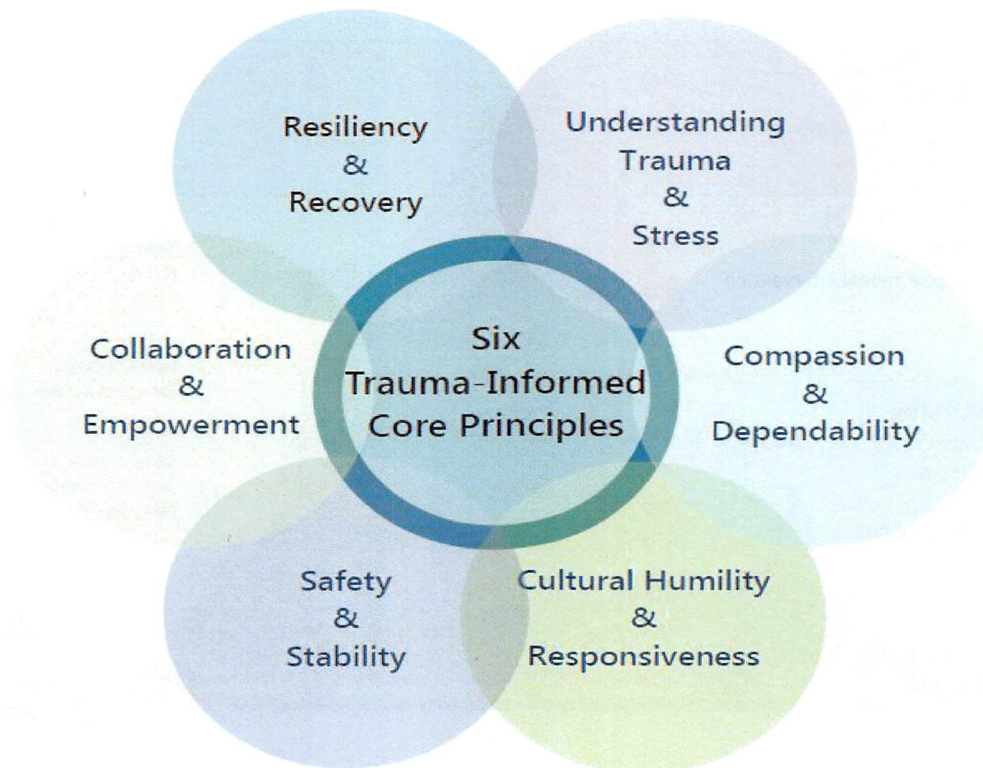 Resiliency
&
Recovery
Understanding
Trauma
&
Stress
Collaboration
&
Empowerment
Six
Trauma-Informed
Core Principles
Compassion
&
Dependability
Safety
&
Stability
Cultural Humility
&
Responsiveness